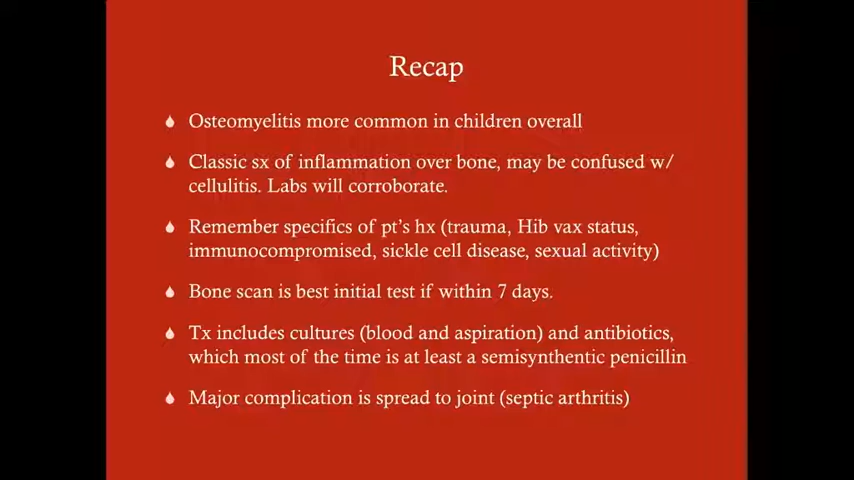 Recap
Osteomyelitis more common in children overall
Classic sx of inflammation over bone, may be confused w/
cellulitis. Labs will corroborate.
Remember specifics of pt's hx (trauma, Hib vax status,
immunocompromised, sickle cell disease, sexual activity)
Bone scan is best initial test if within 7 days.
Tx includes cultures (blood and aspiration) and antibiotics,
which most of the time is at least a semisynthentic penicillin
Major complication is spread to joint (septic arthritis)